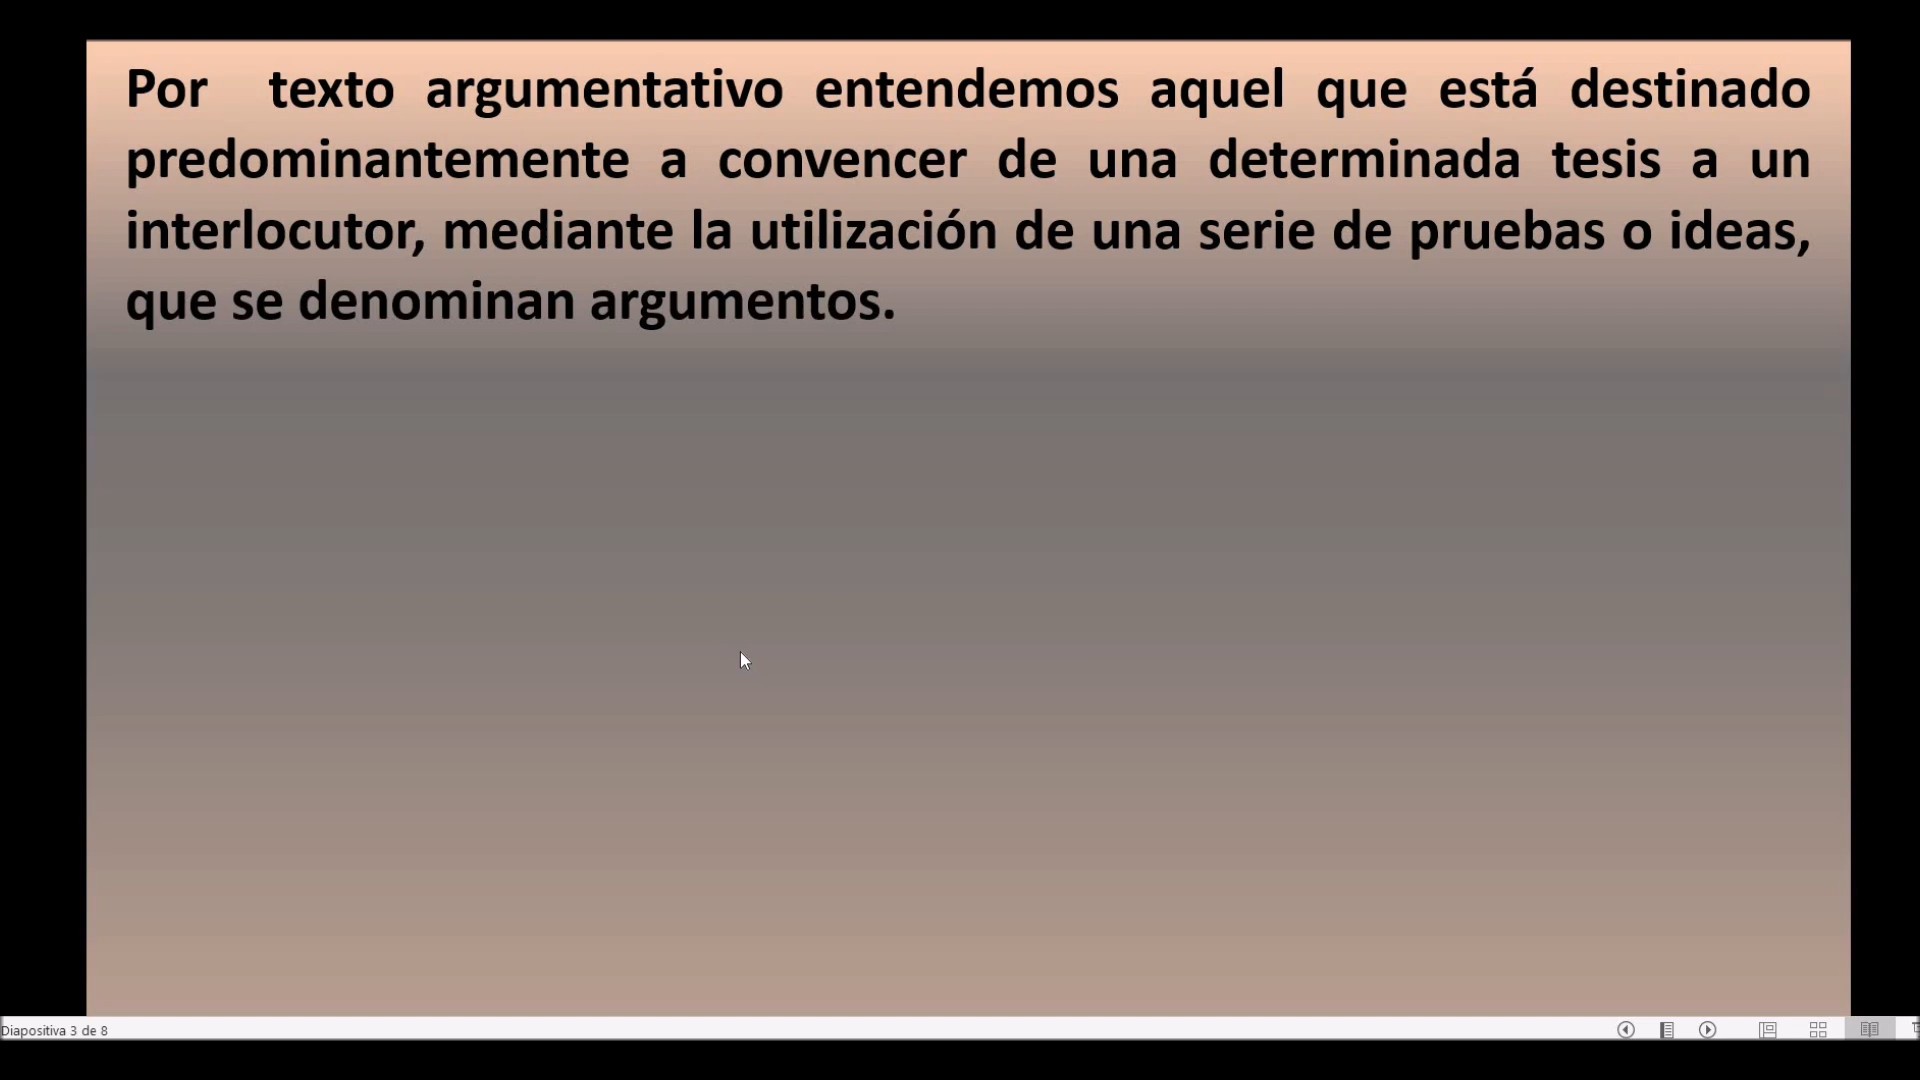 Por texto argumentativo entendemos aquel que está destinado
predominantemente a convencer de una determinada tesis a un
interlocutor, mediante la utilización de una serie de pruebas o ideas,
que se denominan argumentos.
Diapositiva 3 de 8